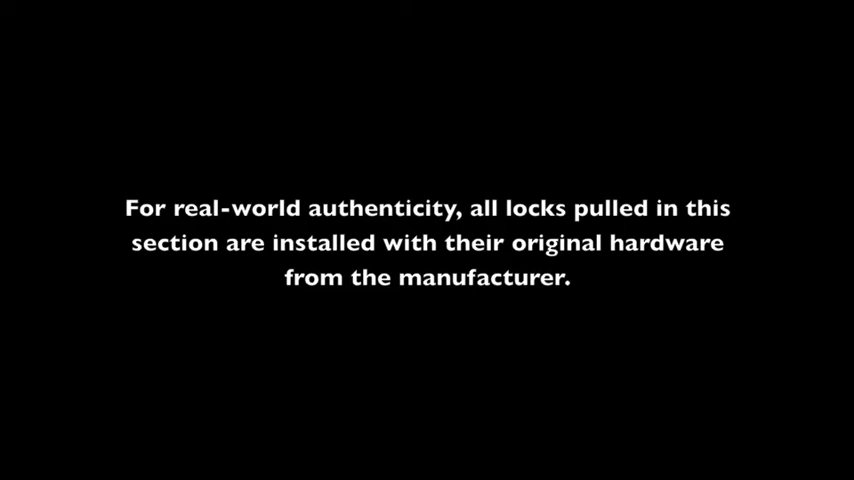 For real-world authenticity, all locks pulled in this
section are installed with their original hardware
from the manufacturer.